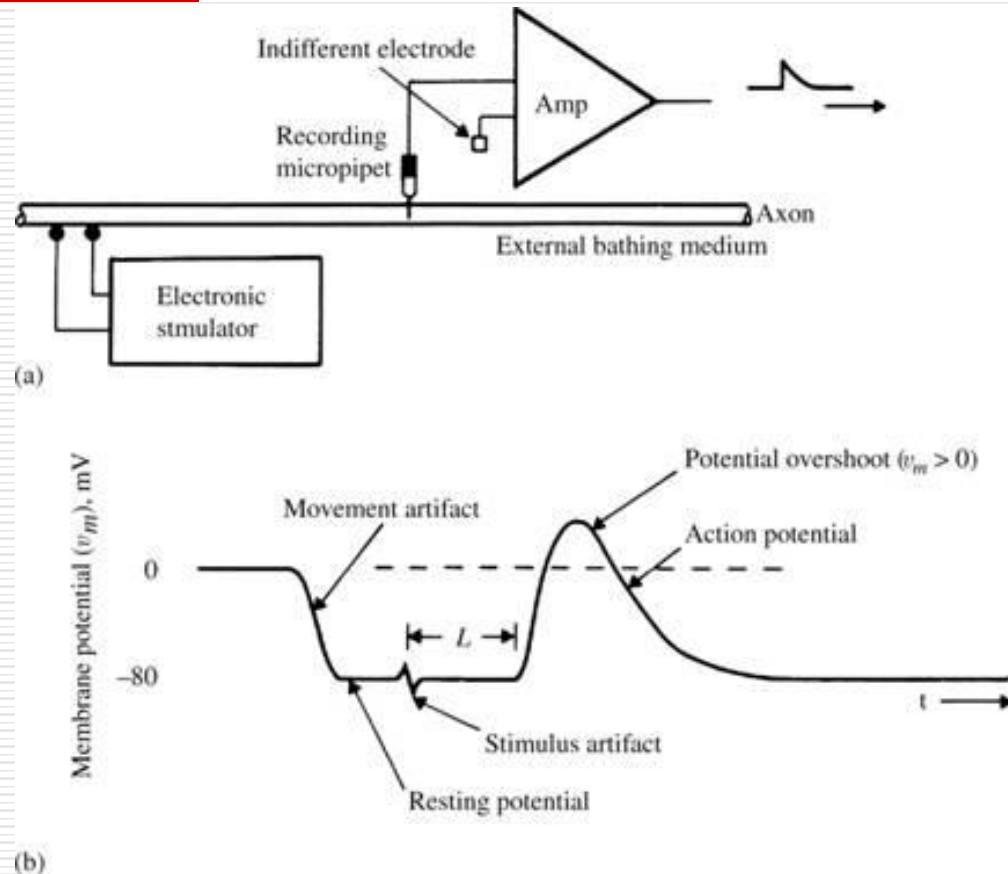 Indifferent electrode
Amp
Recording
micropipet
Axon
External bathing medium
Electronic
stmulator
(a)
Membrane potential (vm), mV
Potential overshoot (vm > 0)
Movement artifact
Action potential
0
L
–80
t
Stimulus artifact
Resting potential
(b)